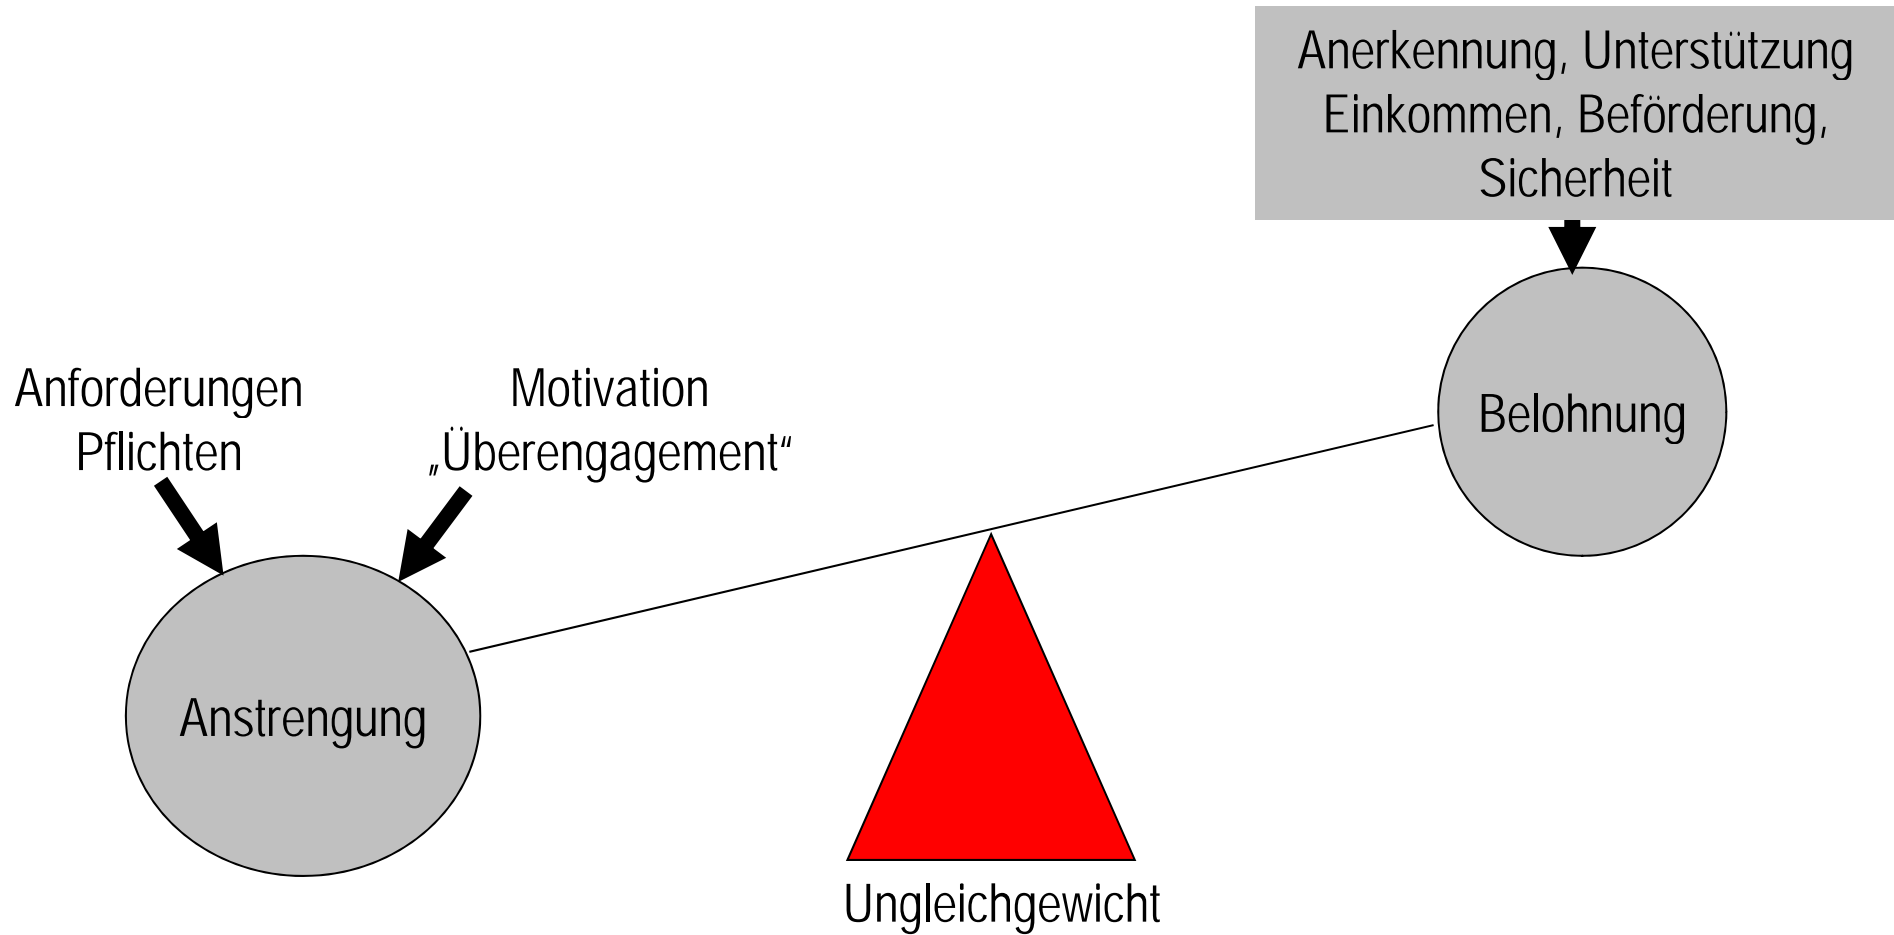 Anerkennung, Unterstützung
Einkommen, Beförderung,
Sicherheit
Belohnung
Anforderungen
Pflichten
Motivation
„Überengagement“
Anstrengung
Ungleichgewicht